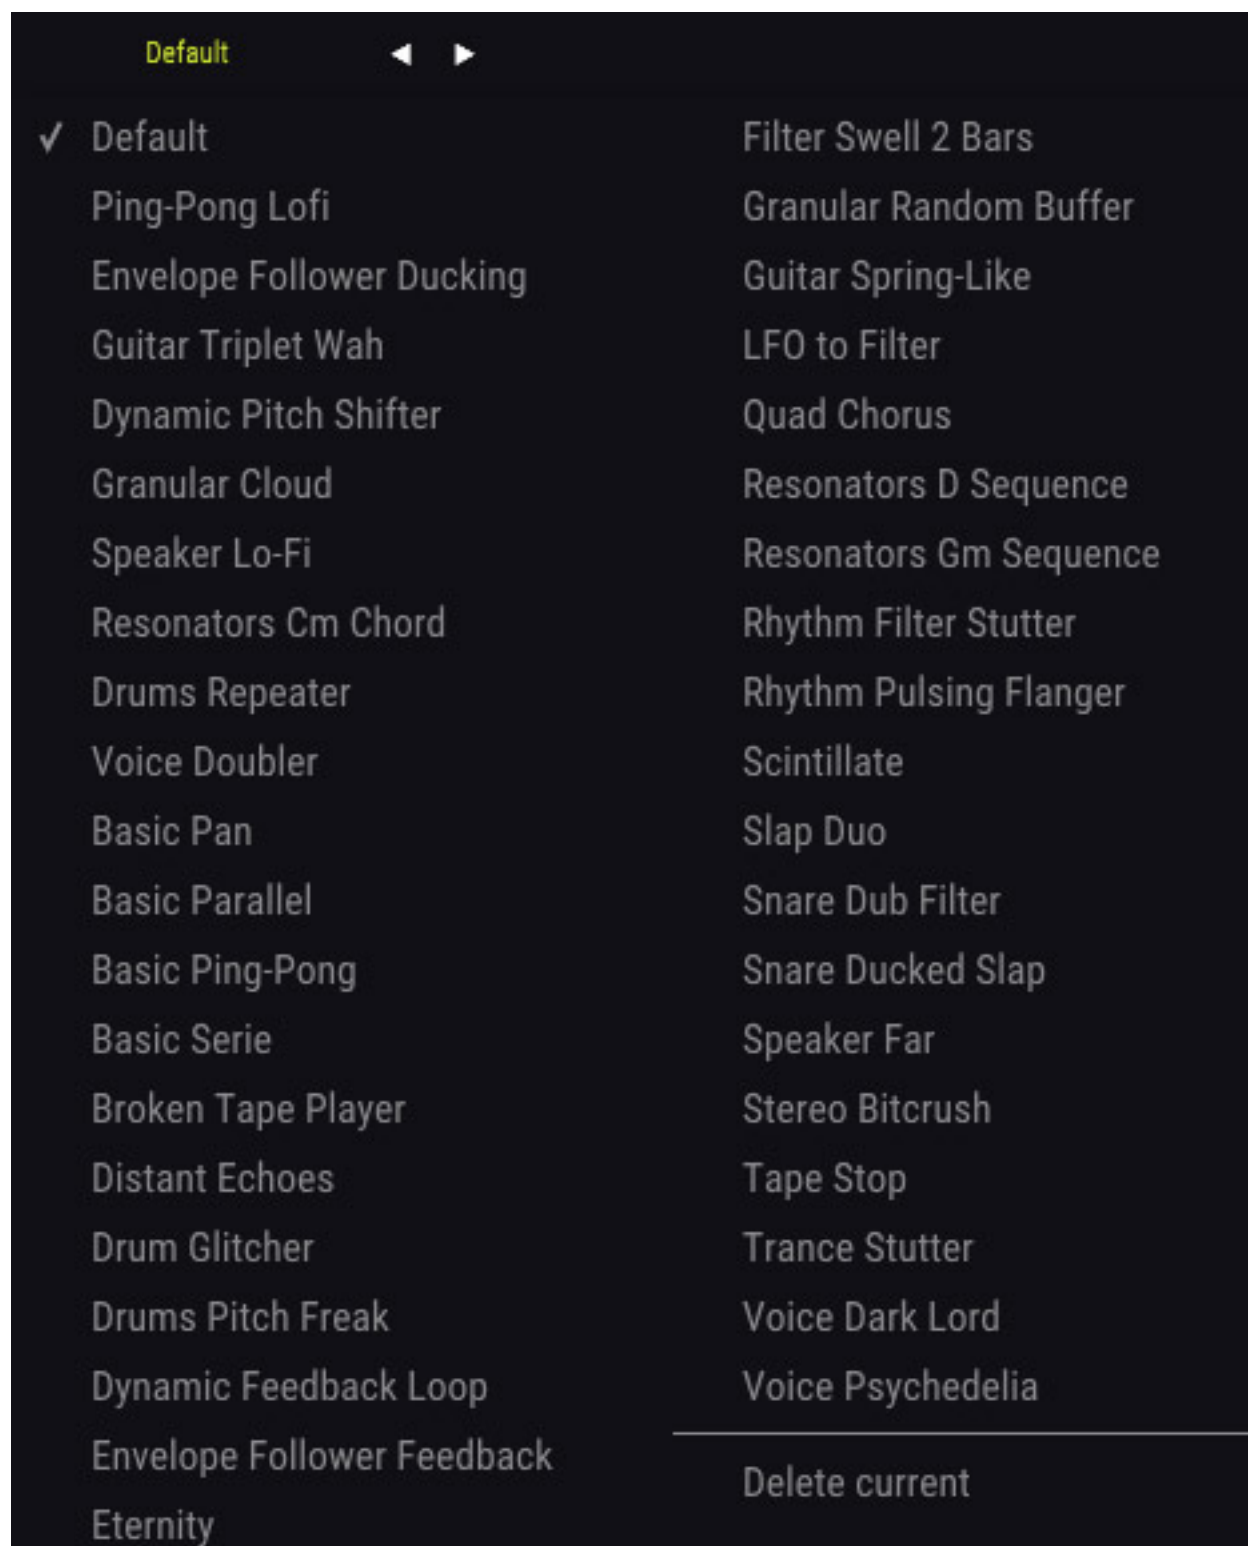 Default
Default
Ping-Pong Lofi
Envelope Follower Ducking
Guitar Triplet Wah
Dynamic Pitch Shifter
Granular Cloud
Speaker Lo-Fi
Resonators Cm Chord
Drums Repeater
Voice Doubler
Basic Pan
Basic Parallel
Basic Ping-Pong
Basic Serie
Broken Tape Player
Distant Echoes
Drum Glitcher
Drums Pitch Freak
Dynamic Feedback Loop
Envelope Follower Feedback
Eternity
Filter Swell 2 Bars
Granular Random Buffer
Guitar Spring-Like
LFO to Filter
Quad Chorus
Resonators D Sequence
Resonators Gm Sequence
Rhythm Filter Stutter
Rhythm Pulsing Flanger
Scintillate
Slap Duo
Snare Dub Filter
Snare Ducked Slap
Speaker Far
Stereo Bitcrush
Tape Stop
Trance Stutter
Voice Dark Lord
Voice Psychedelia
Delete current